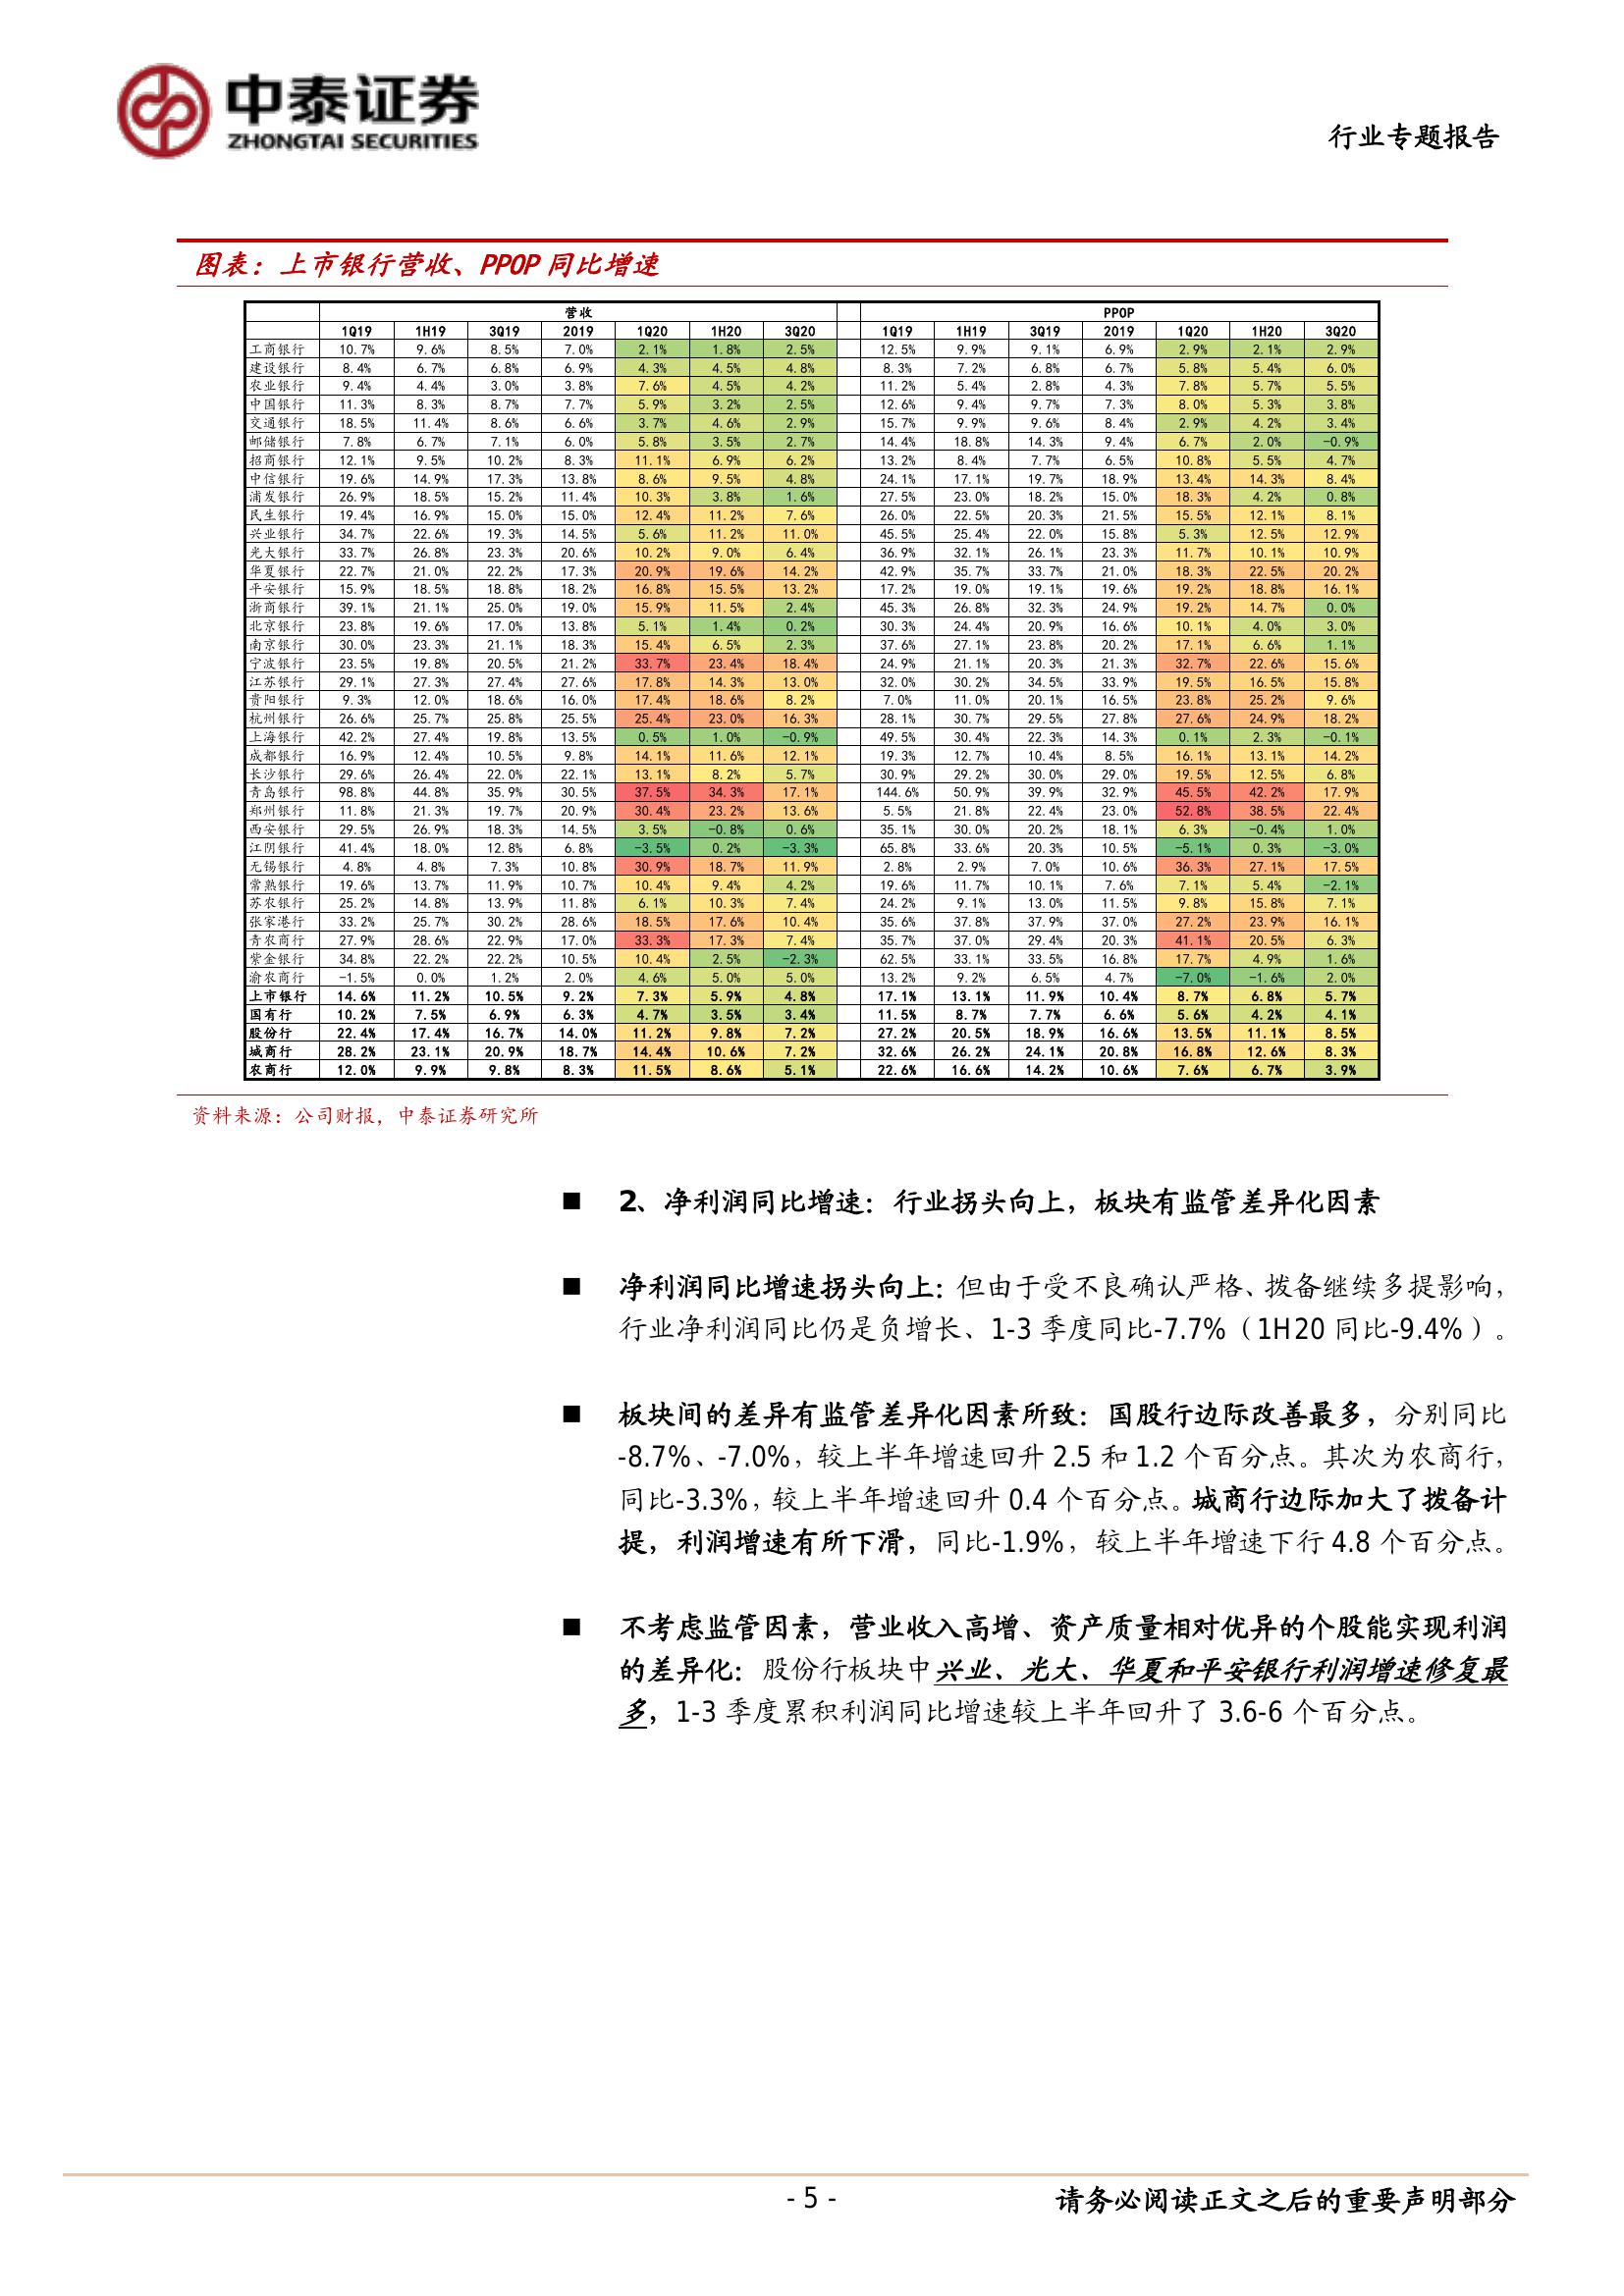 中泰证券
ZHONGTAI SECURITIES
行业专题报告
图表：上市银行营收、PPOP 同比增速
营收 PPOP
1Q19 1H19 3Q19 2019 1Q20 1H20 3Q20 1Q19 1H19 3Q19 2019 1Q20 1H20 3Q20
工商银行 10.7% 9.6% 8.5% 7.0% 2.1% 1.8% 2.5% 12.5% 9.9% 9.1% 6.9% 2.9% 2.1% 2.9%
建设银行 8.4% 6.7% 6.8% 6.9% 4.3% 4.5% 4.8% 8.3% 7.2% 6.8% 6.7% 5.8% 5.4% 6.0%
农业银行 9.4% 4.4% 3.0% 3.8% 7.6% 4.5% 4.2% 11.2% 5.4% 2.8% 4.3% 7.8% 5.7% 5.5%
中国银行 11.3% 8.3% 8.7% 7.7% 5.9% 3.2% 2.5% 12.6% 9.4% 9.7% 7.3% 8.0% 5.3% 3.8%
交通银行 18.5% 11.4% 8.6% 6.6% 3.7% 4.6% 2.9% 15.7% 9.9% 9.6% 8.4% 2.9% 4.2% 3.4%
邮储银行 7.8% 6.7% 7.1% 6.0% 5.8% 3.5% 2.7% 14.4% 18.8% 14.3% 9.4% 6.7% 2.0% -0.9%
招商银行 12.1% 9.5% 10.2% 8.3% 11.1% 6.9% 6.2% 13.2% 8.4% 7.7% 6.5% 10.8% 5.5% 4.7%
中信银行 19.6% 14.9% 17.3% 13.8% 8.6% 9.5% 4.8% 24.1% 17.1% 19.7% 18.9% 13.4% 14.3% 8.4%
浦发银行 26.9% 18.5% 15.2% 11.4% 10.3% 3.8% 1.6% 27.5% 23.0% 18.2% 15.0% 18.3% 4.2% 0.8%
民生银行 19.4% 16.9% 15.0% 15.0% 12.4% 11.2% 7.6% 26.0% 22.5% 20.3% 21.5% 15.5% 12.1% 8.1%
兴业银行 34.7% 22.6% 19.3% 14.5% 5.6% 11.2% 11.0% 45.5% 25.4% 22.0% 15.8% 5.3% 12.5% 12.9%
光大银行 33.7% 26.8% 23.3% 20.6% 10.2% 9.0% 6.4% 36.9% 32.1% 26.1% 23.3% 11.7% 10.1% 10.9%
华夏银行 22.7% 21.0% 22.2% 17.3% 20.9% 19.6% 14.2% 42.9% 35.7% 33.7% 21.0% 18.3% 22.5% 20.2%
平安银行 15.9% 18.5% 18.8% 18.2% 16.8% 15.5% 13.2% 17.2% 19.0% 19.1% 19.6% 19.2% 18.8% 16.1%
浙商银行 39.1% 21.1% 25.0% 19.0% 15.9% 11.5% 2.4% 45.3% 26.8% 32.3% 24.9% 19.2% 14.7% 0.0%
北京银行 23.8% 19.6% 17.0% 13.8% 5.1% 1.4% 0.2% 30.3% 24.4% 20.9% 16.6% 10.1% 4.0% 3.0%
南京银行 30.0% 23.3% 21.1% 18.3% 15.4% 6.5% 2.3% 37.6% 27.1% 23.8% 20.2% 17.1% 6.6% 1.1%
宁波银行 23.5% 19.8% 20.5% 21.2% 33.7% 23.4% 18.4% 24.9% 21.1% 20.3% 21.3% 32.7% 22.6% 15.6%
江苏银行 29.1% 27.3% 27.4% 27.6% 17.8% 14.3% 13.0% 32.0% 30.2% 34.5% 33.9% 19.5% 16.5% 15.8%
贵阳银行 9.3% 12.0% 18.6% 16.0% 17.4% 18.6% 8.2% 7.0% 11.0% 20.1% 16.5% 23.8% 25.2% 9.6%
杭州银行 26.6% 25.7% 25.8% 25.5% 25.4% 23.0% 16.3% 28.1% 30.7% 29.5% 27.8% 27.6% 24.9% 18.2%
上海银行 42.2% 27.4% 19.8% 13.5% 0.5% 1.0% -0.9% 49.5% 30.4% 22.3% 14.3% 0.1% 2.3% -0.1%
成都银行 16.9% 12.4% 10.5% 9.8% 14.1% 11.6% 12.1% 19.3% 12.7% 10.4% 8.5% 16.1% 13.1% 14.2%
长沙银行 29.6% 26.4% 22.0% 22.1% 13.1% 8.2% 5.7% 30.9% 29.2% 30.0% 29.0% 19.5% 12.5% 6.8%
青岛银行 98.8% 44.8% 35.9% 30.5% 37.5% 34.3% 17.1% 144.6% 50.9% 39.9% 32.9% 45.5% 42.2% 17.9%
郑州银行 11.8% 21.3% 19.7% 20.9% 30.4% 23.2% 13.6% 5.5% 21.8% 22.4% 23.0% 52.8% 38.5% 22.4%
西安银行 29.5% 26.9% 18.3% 14.5% 3.5% -0.8% 0.6% 35.1% 30.0% 20.2% 18.1% 6.3% -0.4% 1.0%
江阴银行 41.4% 18.0% 12.8% 6.8% -3.5% 0.2% -3.3% 65.8% 33.6% 20.3% 10.5% -5.1% 0.3% -3.0%
无锡银行 4.8% 4.8% 7.3% 10.8% 30.9% 18.7% 11.9% 2.8% 2.9% 7.0% 10.6% 36.3% 27.1% 17.5%
常熟银行 19.6% 13.7% 11.9% 10.7% 10.4% 9.4% 4.2% 19.6% 11.7% 10.1% 7.6% 7.1% 5.4% -2.1%
苏农银行 25.2% 14.8% 13.9% 11.8% 6.1% 10.3% 7.4% 24.2% 9.1% 13.0% 11.5% 9.8% 15.8% 7.1%
张家港行 33.2% 25.7% 30.2% 28.6% 18.5% 17.6% 10.4% 35.6% 37.8% 37.9% 37.0% 27.2% 23.9% 16.1%
青农商行 27.9% 28.6% 22.9% 17.0% 33.3% 17.3% 7.4% 35.7% 37.0% 29.4% 20.3% 41.1% 20.5% 6.3%
紫金银行 34.8% 22.2% 22.2% 10.5% 10.4% 2.5% -2.3% 62.5% 33.1% 33.5% 16.8% 17.7% 4.9% 1.6%
渝农商行 -1.5% 0.0% 1.2% 2.0% 4.6% 5.0% 5.0% 13.2% 9.2% 6.5% 4.7% -7.0% -1.6% 2.0%
上市银行 14.6% 11.2% 10.5% 9.2% 7.3% 5.9% 4.8% 17.1% 13.1% 11.9% 10.4% 8.7% 6.8% 5.7%
国有行 10.2% 7.5% 6.9% 6.3% 4.7% 3.5% 3.4% 11.5% 8.7% 7.7% 6.6% 5.6% 4.2% 4.1%
股份行 22.4% 17.4% 16.7% 14.0% 11.2% 9.8% 7.2% 27.2% 20.5% 18.9% 16.6% 13.5% 11.1% 8.5%
城商行 28.2% 23.1% 20.9% 18.7% 14.4% 10.6% 7.2% 32.6% 26.2% 24.1% 20.8% 16.8% 12.6% 8.3%
农商行 12.0% 9.9% 9.8% 8.3% 11.5% 8.6% 5.1% 22.6% 16.6% 14.2% 10.6% 7.6% 6.7% 3.9%
资料来源：公司财报，中泰证券研究所
■ 2、净利润同比增速：行业拐头向上，板块有监管差异化因素
■ 净利润同比增速拐头向上：但由于受不良确认严格、拨备继续多提影响，
行业净利润同比仍是负增长、1-3 季度同比-7.7%（1H20 同比-9.4%）。
■ 板块间的差异有监管差异化因素所致：国股行边际改善最多，分别同比
-8.7%、-7.0%，较上半年增速回升 2.5 和 1.2 个百分点。其次为农商行，
同比-3.3%，较上半年增速回升 0.4 个百分点。城商行边际加大了拨备计
提，利润增速有所下滑，同比-1.9%，较上半年增速下行 4.8 个百分点。
■ 不考虑监管因素，营业收入高增、资产质量相对优异的个股能实现利润
的差异化：股份行板块中兴业、光大、华夏和平安银行利润增速修复最
多，1-3 季度累积利润同比增速较上半年回升了 3.6-6 个百分点。
- 5 -
请务必阅读正文之后的重要声明部分